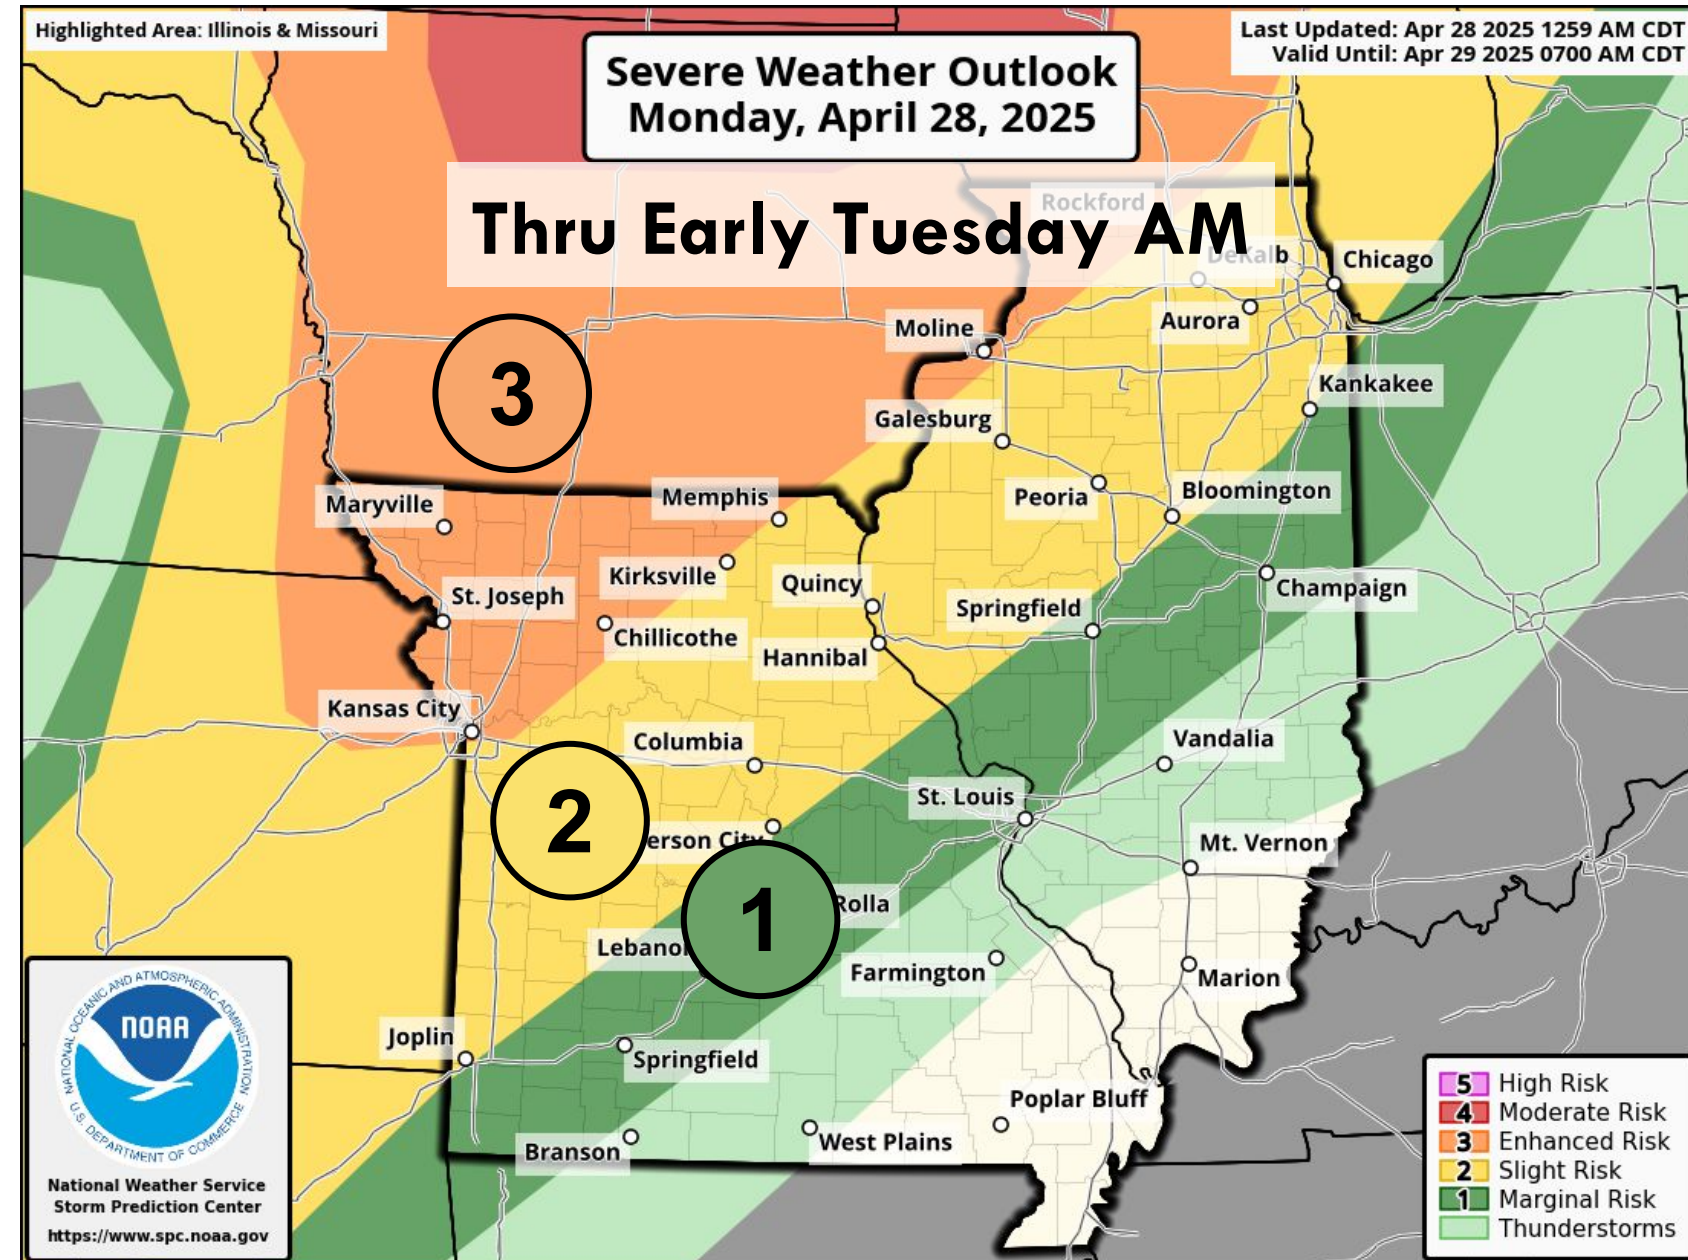 Highlighted Area: Illinois & Missouri
Last Updated: Apr 28 2025 1259 AM CDT
Valid Until: Apr 29 2025 0700 AM CDT
Severe Weather Outlook
Monday, April 28, 2025
Thru Early Tuesday AM
Rockford
DeKalb
Chicago
Moline
Aurora
3
Kankakee
Galesburg
Maryville
Memphis
Peoria
Bloomington
St. Joseph
Kirksville
Quincy
Springfield
Champaign
Chillicothe
Hannibal
Kansas City
Columbia
Vandalia
St. Louis
2
erson City
Mt. Vernon
1
Rolla
Lebanon
Farmington
Marion
Joplin
Springfield
Poplar Bluff
Branson
West Plains
NATIONAL OCEANIC AND ATMOSPHERIC ADMINISTRATION
NOAA
U.S. DEPARTMENT OF COMMERCE
National Weather Service
Storm Prediction Center
https://www.spc.noaa.gov
5 High Risk
4 Moderate Risk
3 Enhanced Risk
2 Slight Risk
1 Marginal Risk
Thunderstorms